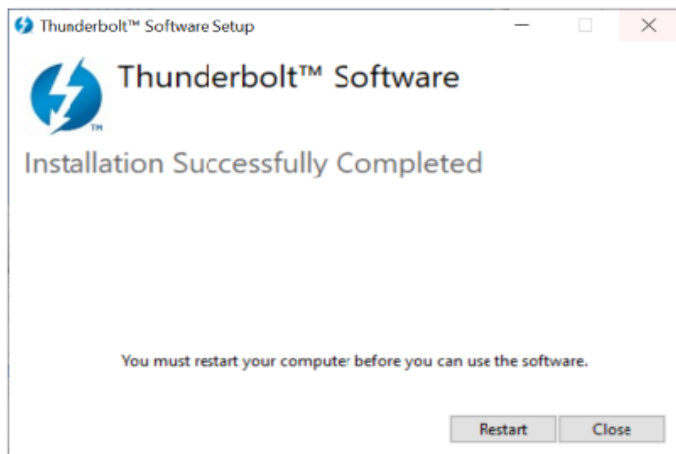 Thunderbolt™ Software Setup
Thunderbolt™ Software
TM
Installation Successfully Completed
You must restart your computer before you can use the software.
Restart Close